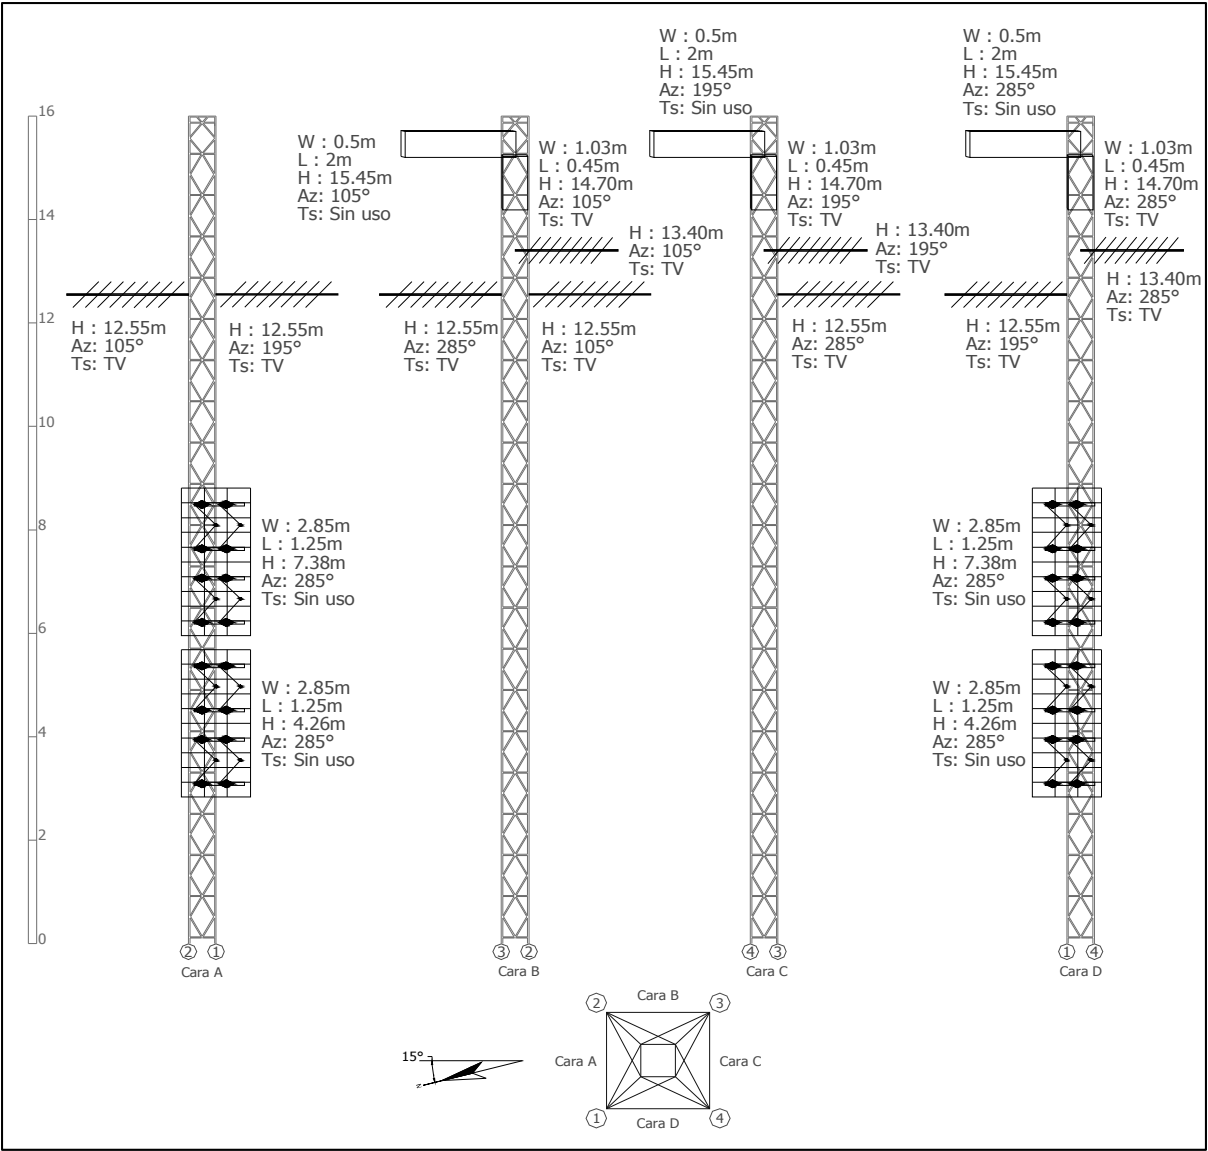 16
14
12
10
8
6
4
2
0
H : 12.55m
Az: 105°
Ts: TV
H : 12.55m
Az: 195°
Ts: TV
W : 2.85m
L : 1.25m
H : 7.38m
Az: 285°
Ts: Sin uso
W : 2.85m
L : 1.25m
H : 4.26m
Az: 285°
Ts: Sin uso
2
1
Cara A
W : 0.5m
L : 2m
H : 15.45m
Az: 105°
Ts: Sin uso
W : 1.03m
L : 0.45m
H : 14.70m
Az: 105°
Ts: TV
H : 13.40m
Az: 105°
Ts: TV
H : 12.55m
Az: 285°
Ts: TV
H : 12.55m
Az: 105°
Ts: TV
3
2
Cara B
W : 0.5m
L : 2m
H : 15.45m
Az: 195°
Ts: Sin uso
W : 1.03m
L : 0.45m
H : 14.70m
Az: 195°
Ts: TV
H : 13.40m
Az: 195°
Ts: TV
H : 12.55m
Az: 285°
Ts: TV
4
3
Cara C
W : 0.5m
L : 2m
H : 15.45m
Az: 285°
Ts: Sin uso
W : 1.03m
L : 0.45m
H : 14.70m
Az: 285°
Ts: TV
H : 13.40m
Az: 285°
Ts: TV
H : 12.55m
Az: 195°
Ts: TV
W : 2.85m
L : 1.25m
H : 7.38m
Az: 285°
Ts: Sin uso
W : 2.85m
L : 1.25m
H : 4.26m
Az: 285°
Ts: Sin uso
1
4
Cara D
15°
N
2
Cara B
3
Cara A
Cara C
1
Cara D
4